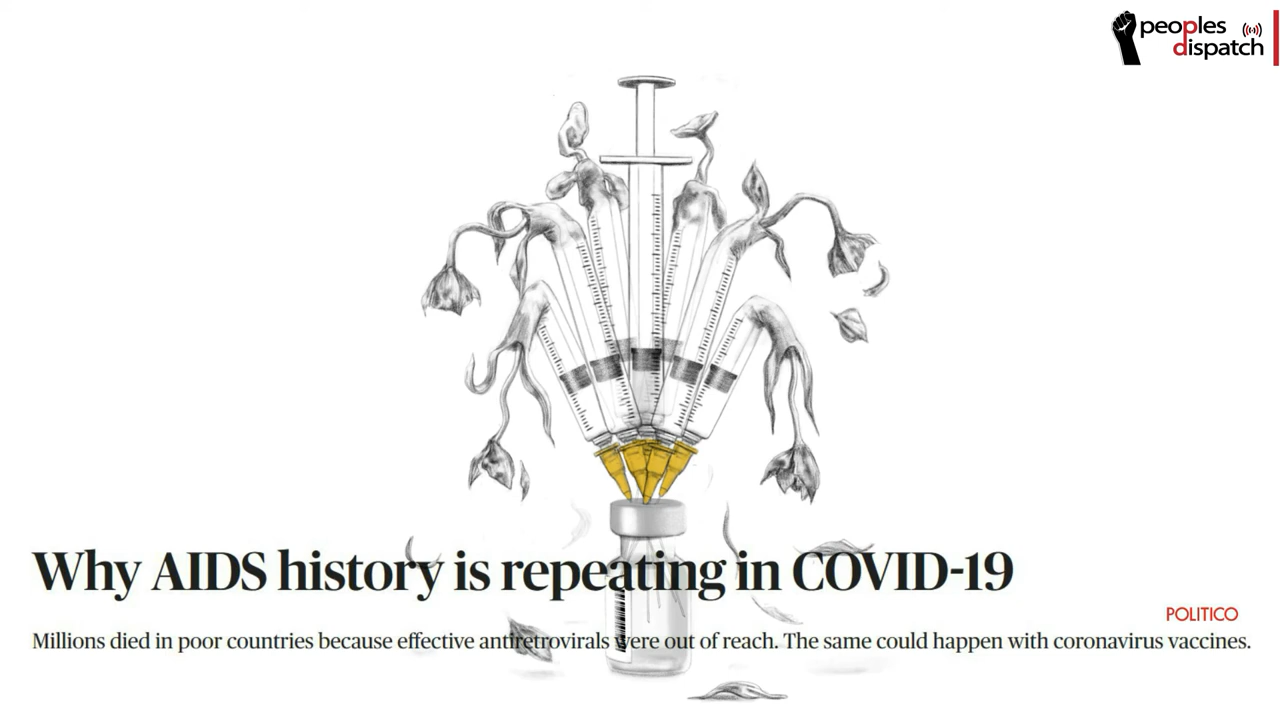 peoples
dispatch
Why AIDS history is repeating in COVID-19
POLITICO
Millions died in poor countries because effective antiretrovirals were out of reach. The same could happen with coronavirus vaccines.